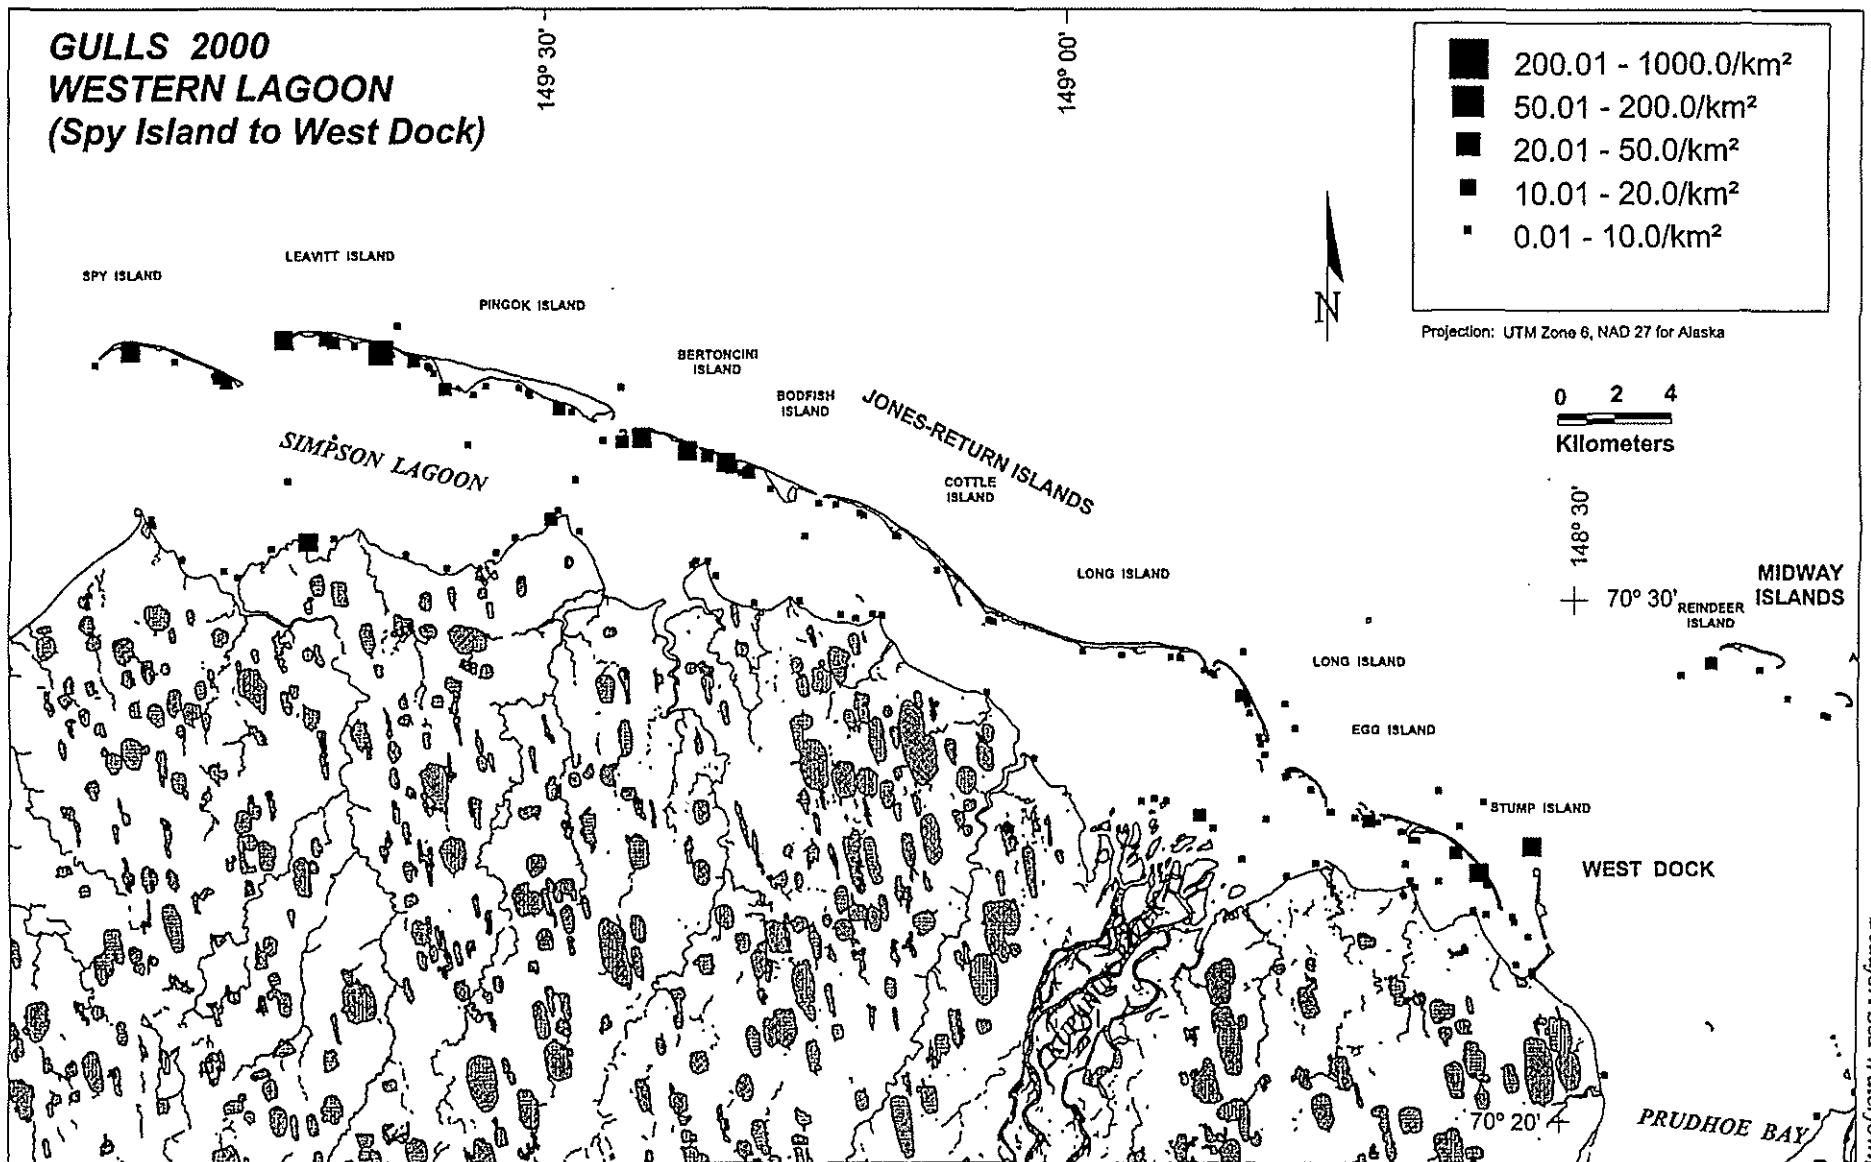 GULLS 2000
WESTERN LAGOON
(Spy Island to West Dock)
149° 30'
149° 00'
200.01 - 1000.0/km²
50.01 - 200.0/km²
20.01 - 50.0/km²
10.01 - 20.0/km²
0.01 - 10.0/km²
Projection: UTM Zone 6, NAD 27 for Alaska
N
0 2 4
Kilometers
SPY ISLAND
LEAVITT ISLAND
PINGOK ISLAND
BERTONCINI
ISLAND
BODFISH
ISLAND
JONES-RETURN ISLANDS
COTTLE
ISLAND
SIMPSON LAGOON
LONG ISLAND
148° 30'
70° 30'
MIDWAY
ISLANDS
REINDEER
ISLAND
LONG ISLAND
EGG ISLAND
STUMP ISLAND
WEST DOCK
KUPARUK
70° 20'
PRUDHOE BAY